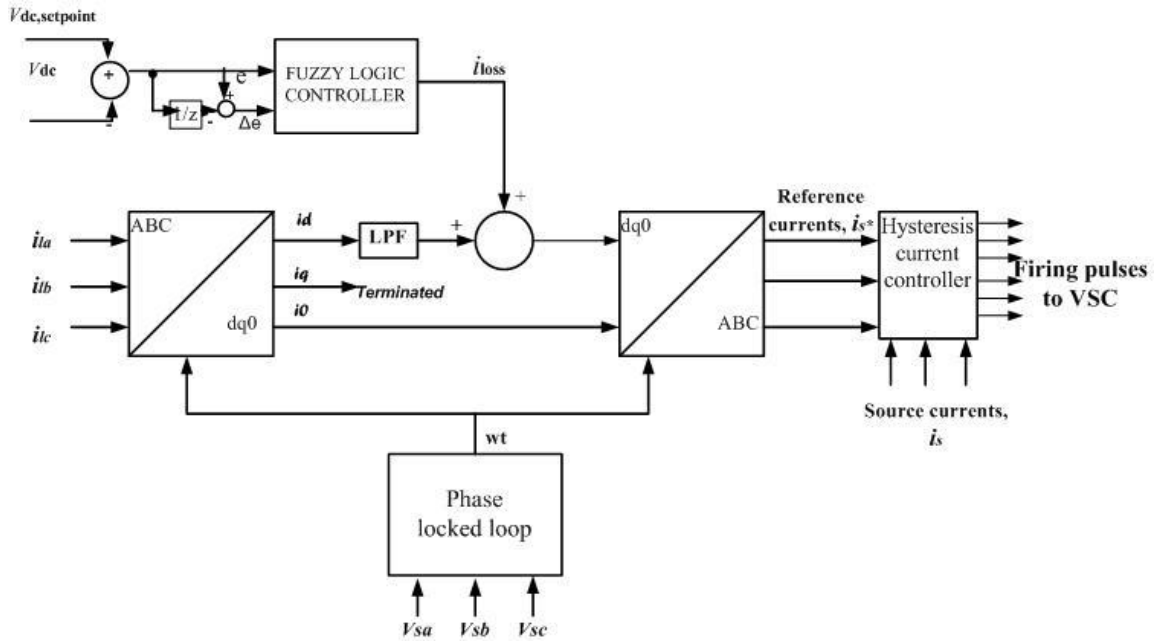 Vdc,setpoint
Vdc
+
-
1/z
-
+
e
Δe
FUZZY LOGIC
CONTROLLER
iloss
+
ABC
dq0
ila
ilb
ilc
id
iq
i0
LPF
Terminated
+
dq0
ABC
Reference
currents, is*
Hysteresis
current
controller
Firing pulses
to VSC
Source currents,
is
wt
Phase
locked loop
Vsa
Vsb
Vsc